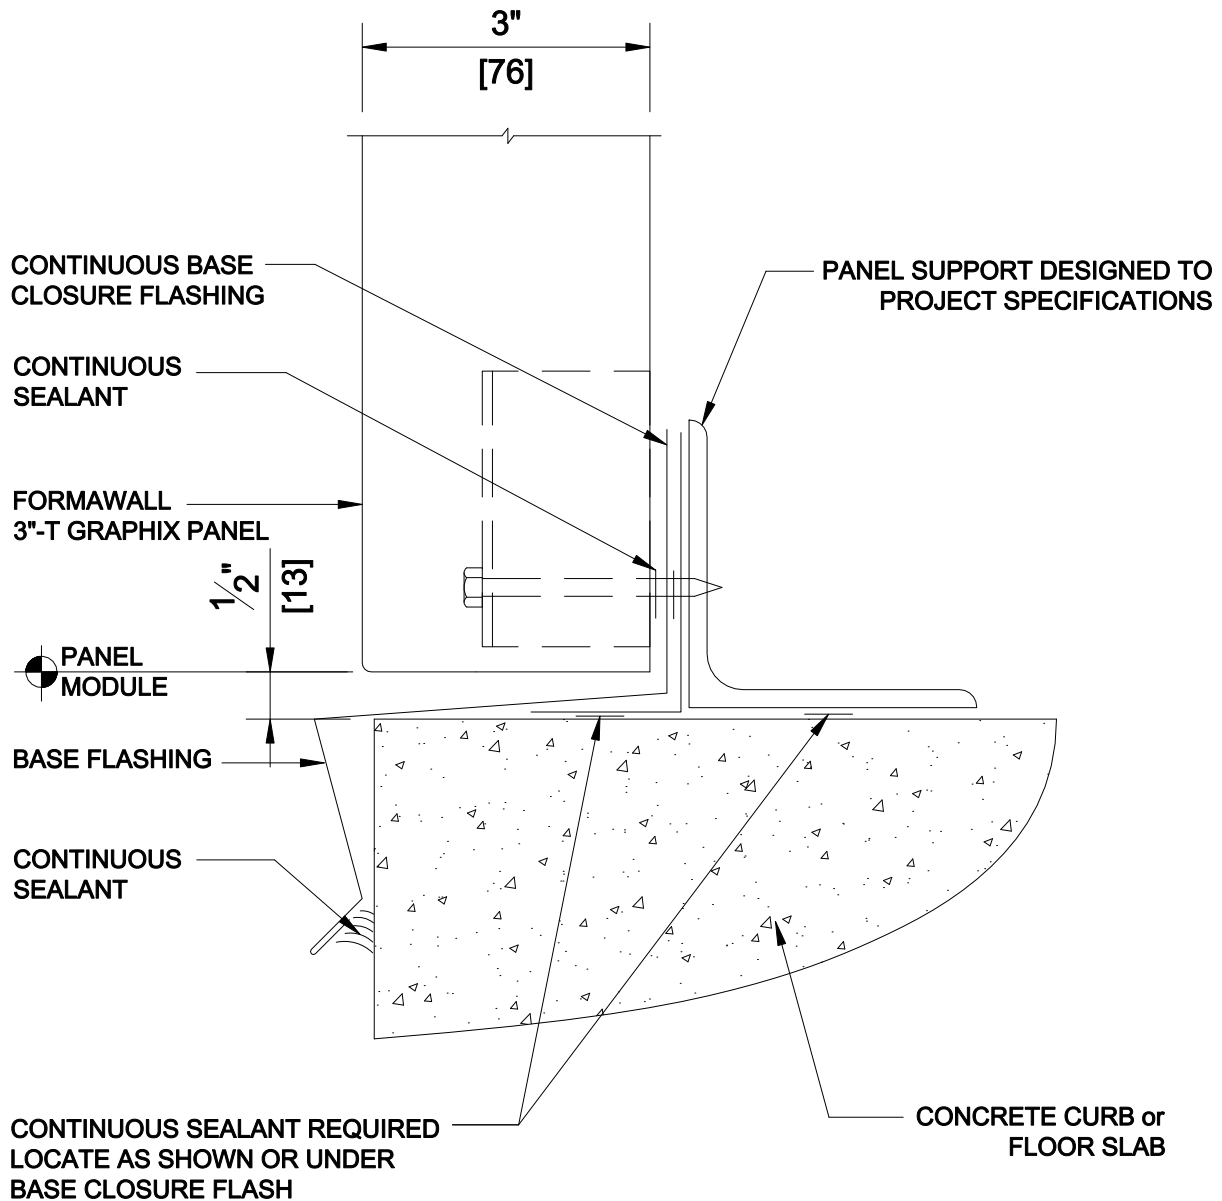 3"
[76]
CONTINUOUS BASE
CLOSURE FLASHING
PANEL SUPPORT DESIGNED TO
PROJECT SPECIFICATIONS
CONTINUOUS
SEALANT
FORMAWALL
3"-T GRAPHIX PANEL
1/2"
[13]
PANEL
MODULE
BASE FLASHING
CONTINUOUS
SEALANT
CONTINUOUS SEALANT REQUIRED
LOCATE AS SHOWN OR UNDER
BASE CLOSURE FLASH
CONCRETE CURB or
FLOOR SLAB